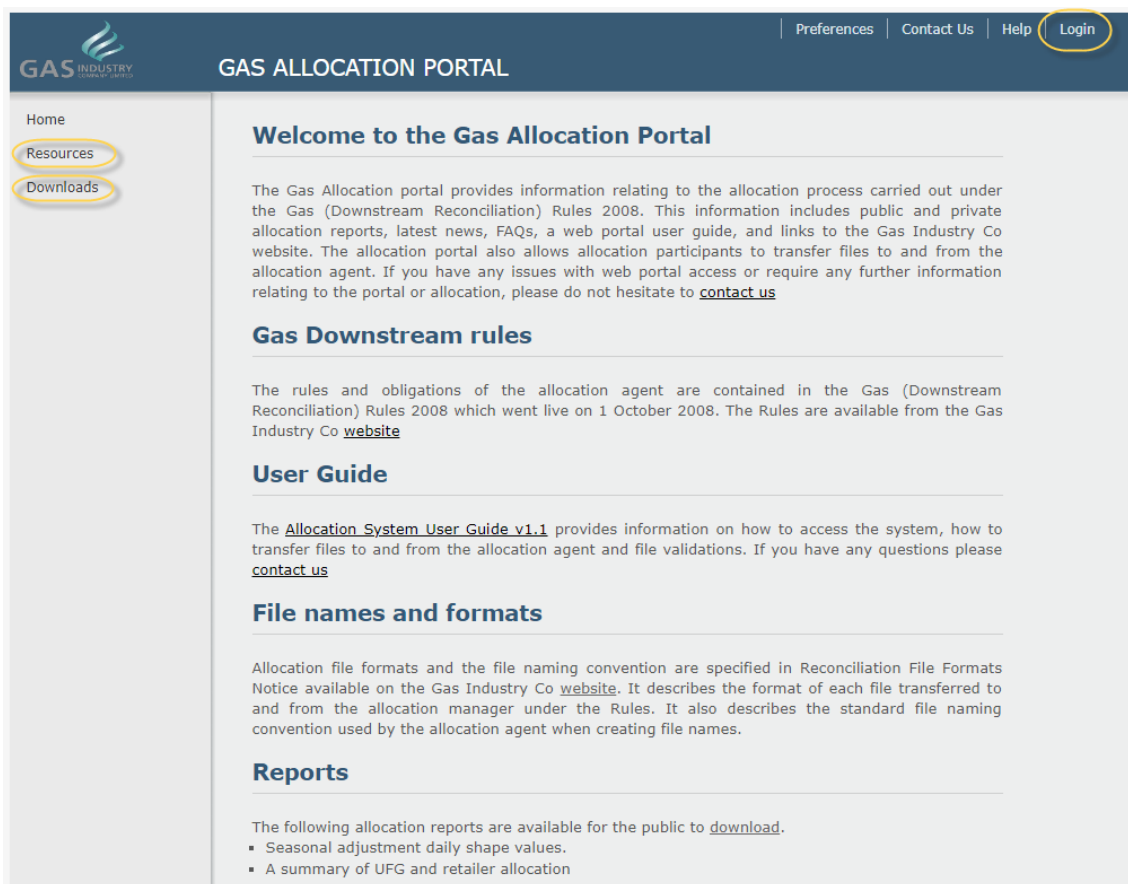 Preferences
Contact Us
Help
Login
GAS INDUSTRY
COMPANY LIMITED
GAS ALLOCATION PORTAL
Home
Resources
Downloads
Welcome to the Gas Allocation Portal
The Gas Allocation portal provides information relating to the allocation process carried out under
the Gas (Downstream Reconciliation) Rules 2008. This information includes public and private
allocation reports, latest news, FAQs, a web portal user guide, and links to the Gas Industry Co
website. The allocation portal also allows allocation participants to transfer files to and from the
allocation agent. If you have any issues with web portal access or require any further information
relating to the portal or allocation, please do not hesitate to contact us
Gas Downstream rules
The rules and obligations of the allocation agent are contained in the Gas (Downstream
Reconciliation) Rules 2008 which went live on 1 October 2008. The Rules are available from the Gas
Industry Co website
User Guide
The Allocation System User Guide v1.1 provides information on how to access the system, how to
transfer files to and from the allocation agent and file validations. If you have any questions please
contact us
File names and formats
Allocation file formats and the file naming convention are specified in Reconciliation File Formats
Notice available on the Gas Industry Co website. It describes the format of each file transferred to
and from the allocation manager under the Rules. It also describes the standard file naming
convention used by the allocation agent when creating file names.
Reports
The following allocation reports are available for the public to download.
▪ Seasonal adjustment daily shape values.
▪ A summary of UFG and retailer allocation